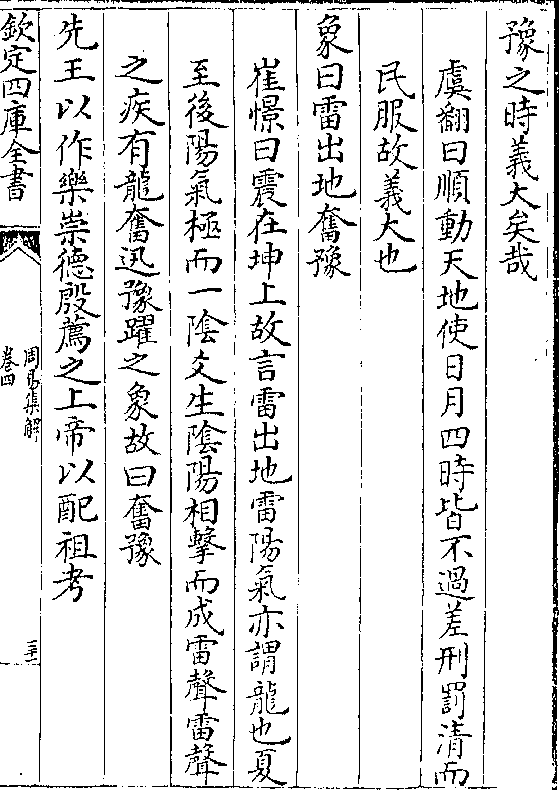 豫之時義大矣哉
虞翻曰順動天地使日月四時皆不過差刑罰清而
民服故義大也
象曰雷出地奮豫
崔憬曰震在坤上故言雷出地雷陽氣亦謂龍也夏
至後陽氣極而一陰爻生陰陽相擊而成雷聲雷聲
之疾有龍奮迅豫躍之象故曰奮豫
先王以作樂崇德殷薦之上帝以配祖考
欽定四庫全書
周易集解
卷四